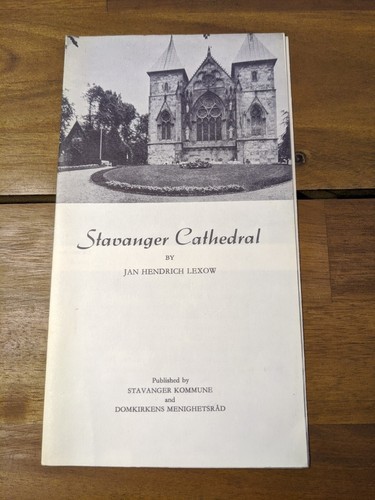 Stavanger Cathedral
BY
JAN HENDRICH LEXOW
Published by
STAVANGER KOMMUNE
and
DOMKIRKENS MENIGHETSRÅD